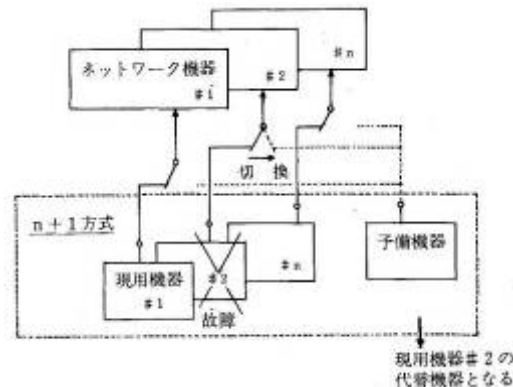 #n
#2
ネットワーク機器
#1
切 換
n+1方式
予備機器
#n
#2
現用機器
#1
故障
現用機器#2の
代替機器となる